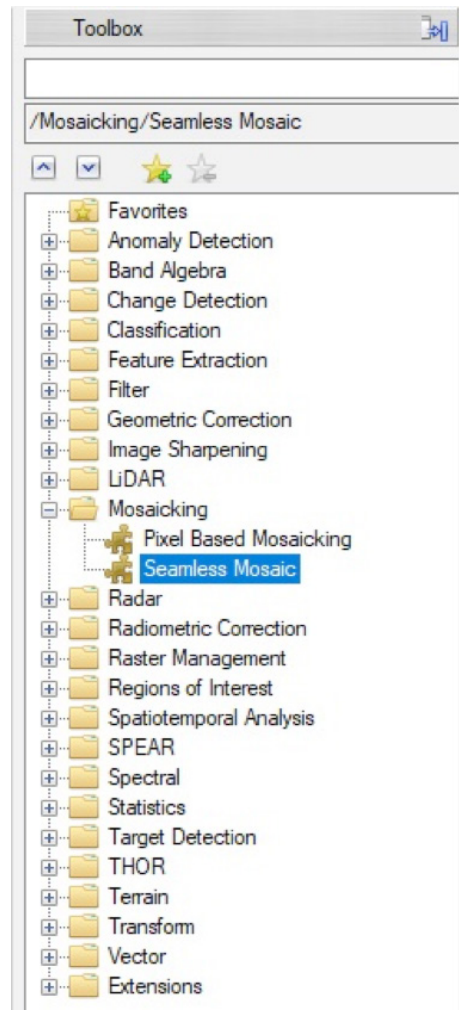 Toolbox
/Mosaicking/Seamless Mosaic
Favorites
Anomaly Detection
Band Algebra
Change Detection
Classification
Feature Extraction
Filter
Geometric Correction
Image Sharpening
LiDAR
Mosaicking
Pixel Based Mosaicking
Seamless Mosaic
Radar
Radiometric Correction
Raster Management
Regions of Interest
Spatiotemporal Analysis
SPEAR
Spectral
Statistics
Target Detection
THOR
Terrain
Transform
Vector
Extensions